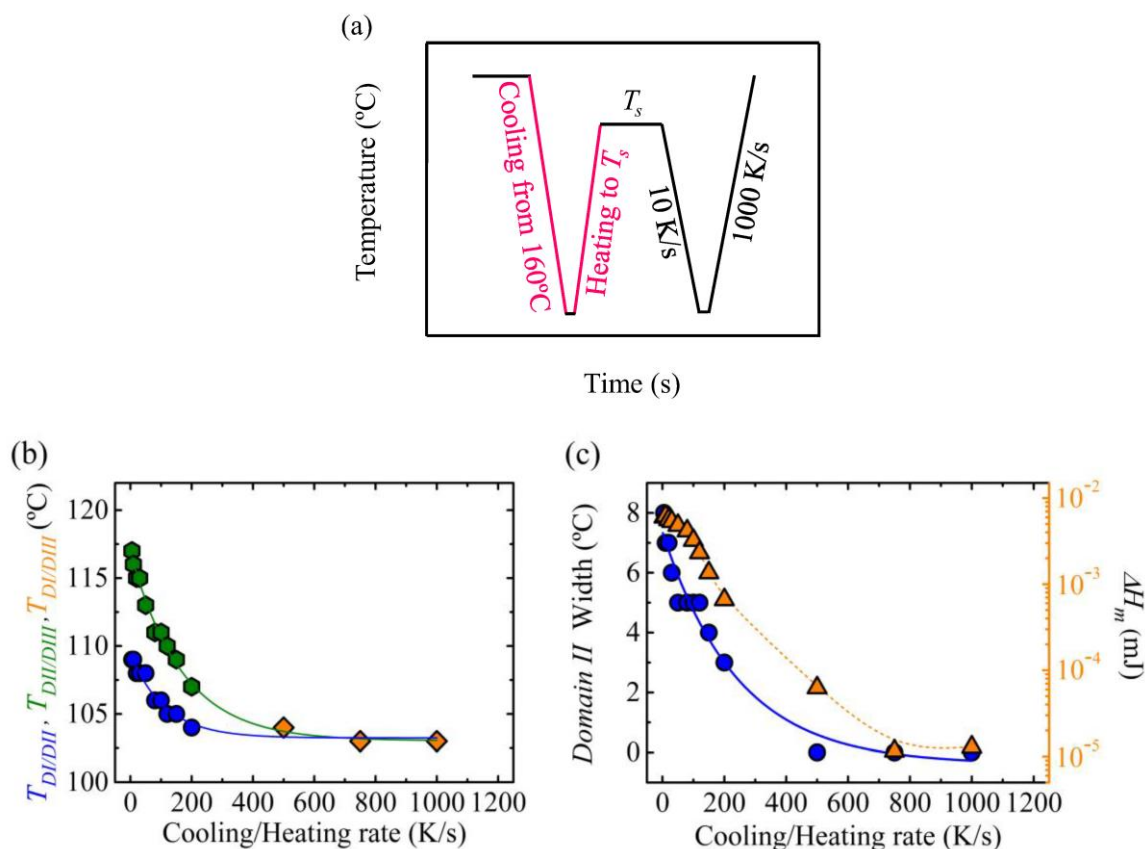 (a)
Temperature (ºC)
Cooling from 160ºC
Heating to Ts
Ts
10 K/s
1000 K/s
Time (s)
(b)
TDI/DII, TDII/DIII, TDI/DIII (ºC)
120
115
110
105
100
0 200 400 600 800 1000 1200
Cooling/Heating rate (K/s)
(c)
Domain II Width (ºC)
8
6
4
2
0
0 200 400 600 800 1000 1200
Cooling/Heating rate (K/s)
10⁻²
10⁻³
10⁻⁴
10⁻⁵
ΔHm (mJ)